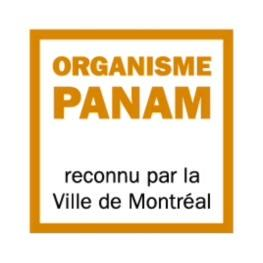 ORGANISME
PANAM
reconnu par la
Ville de Montréal